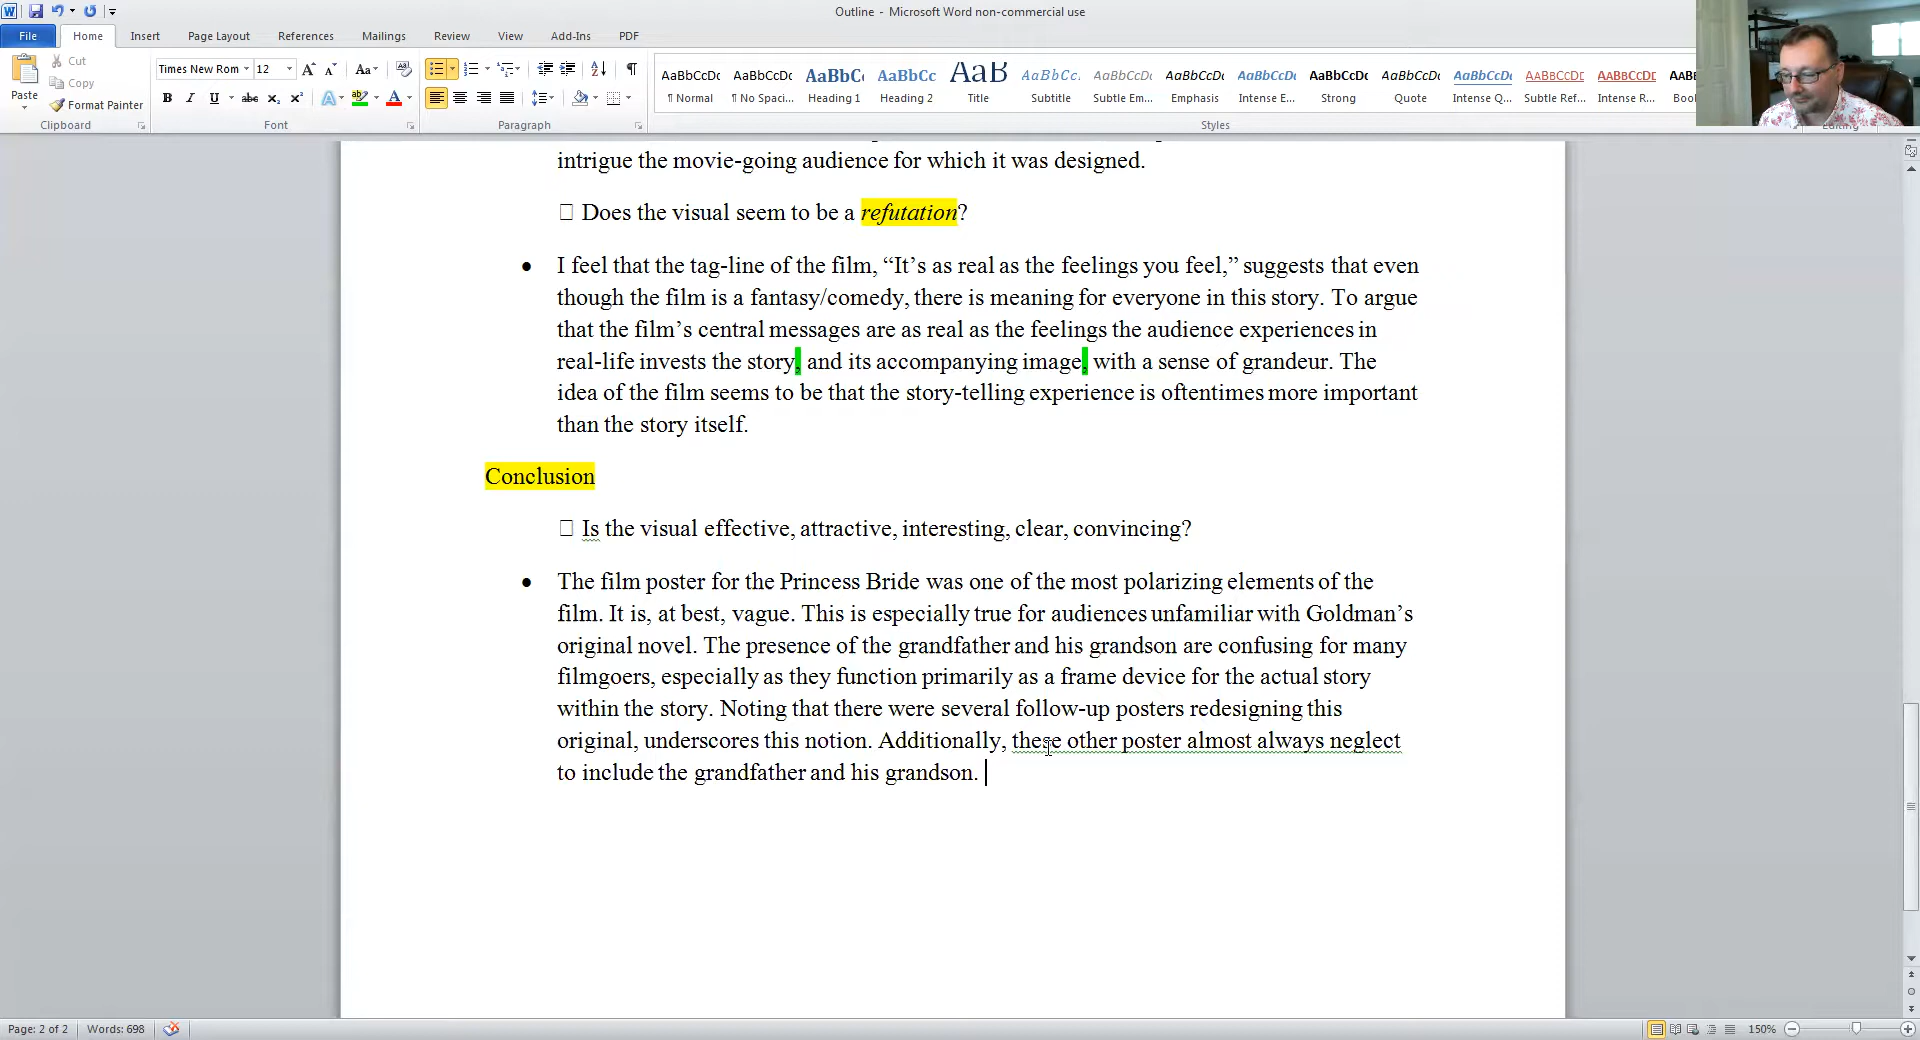 Outline - Microsoft Word non-commercial use
File Home Insert Page Layout References Mailings Review View Add-Ins PDF
Paste
Cut
Copy
Format Painter
Clipboard
Times New Rom 12
Font
Paragraph
AaBbCcDc AaBbCcDc AaBbC AaBbCc AaB AaBbCc. AaBbCcDc AaBbCcDc AaBbCcDc AaBbCcDc AaBbCcDc AaBbCcDc AABBCCDD AABBCCDD AABB
¶ Normal ¶ No Spaci... Heading 1 Heading 2 Title Subtitle Subtle Em... Emphasis Intense E... Strong Quote Intense Q... Subtle Ref... Intense R... Bool
Styles
Editing
intrigue the movie-going audience for which it was designed.
Does the visual seem to be a refutation?
• I feel that the tag-line of the film, “It’s as real as the feelings you feel,” suggests that even
though the film is a fantasy/comedy, there is meaning for everyone in this story. To argue
that the film’s central messages are as real as the feelings the audience experiences in
real-life invests the story, and its accompanying image, with a sense of grandeur. The
idea of the film seems to be that the story-telling experience is oftentimes more important
than the story itself.
Conclusion
Is the visual effective, attractive, interesting, clear, convincing?
• The film poster for the Princess Bride was one of the most polarizing elements of the
film. It is, at best, vague. This is especially true for audiences unfamiliar with Goldman’s
original novel. The presence of the grandfather and his grandson are confusing for many
filmgoers, especially as they function primarily as a frame device for the actual story
within the story. Noting that there were several follow-up posters redesigning this
original, underscores this notion. Additionally, these other poster almost always neglect
to include the grandfather and his grandson.
Page: 2 of 2 Words: 698 150%